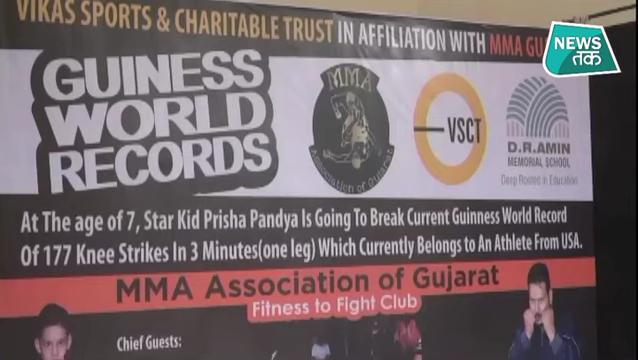 VIKAS SPORTS & CHARITABLE TRUST IN AFFILIATION WITH MMA
NEWS
तक
GUINESS
WORLD
RECORDS
MMA
Association of Gujarat
VSCT
D.R.AMIN
MEMORIAL SCHOOL
Deep Rooted in Education
At The age of 7, Star Kid Prisha Pandya Is Going To Break Current Guinness World Record
Of 177 Knee Strikes In 3 Minutes(one leg) Which Currently Belongs to An Athlete From USA.
MMA Association of Gujarat
Fitness to Fight Club
Chief Guests: